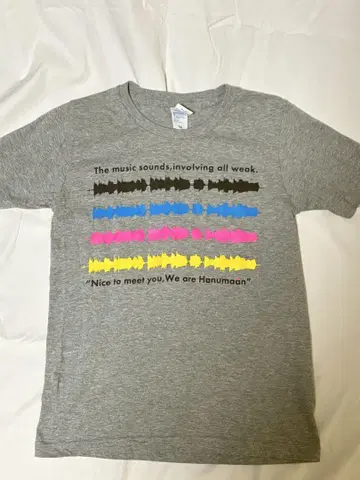 The music sounds,involving all weak.
"Nice to meet you,We are Hanumaan"